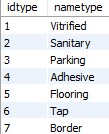 idtype nametype
1 Vitrified
2 Sanitary
3 Parking
4 Adhesive
5 Flooring
6 Tap
7 Border